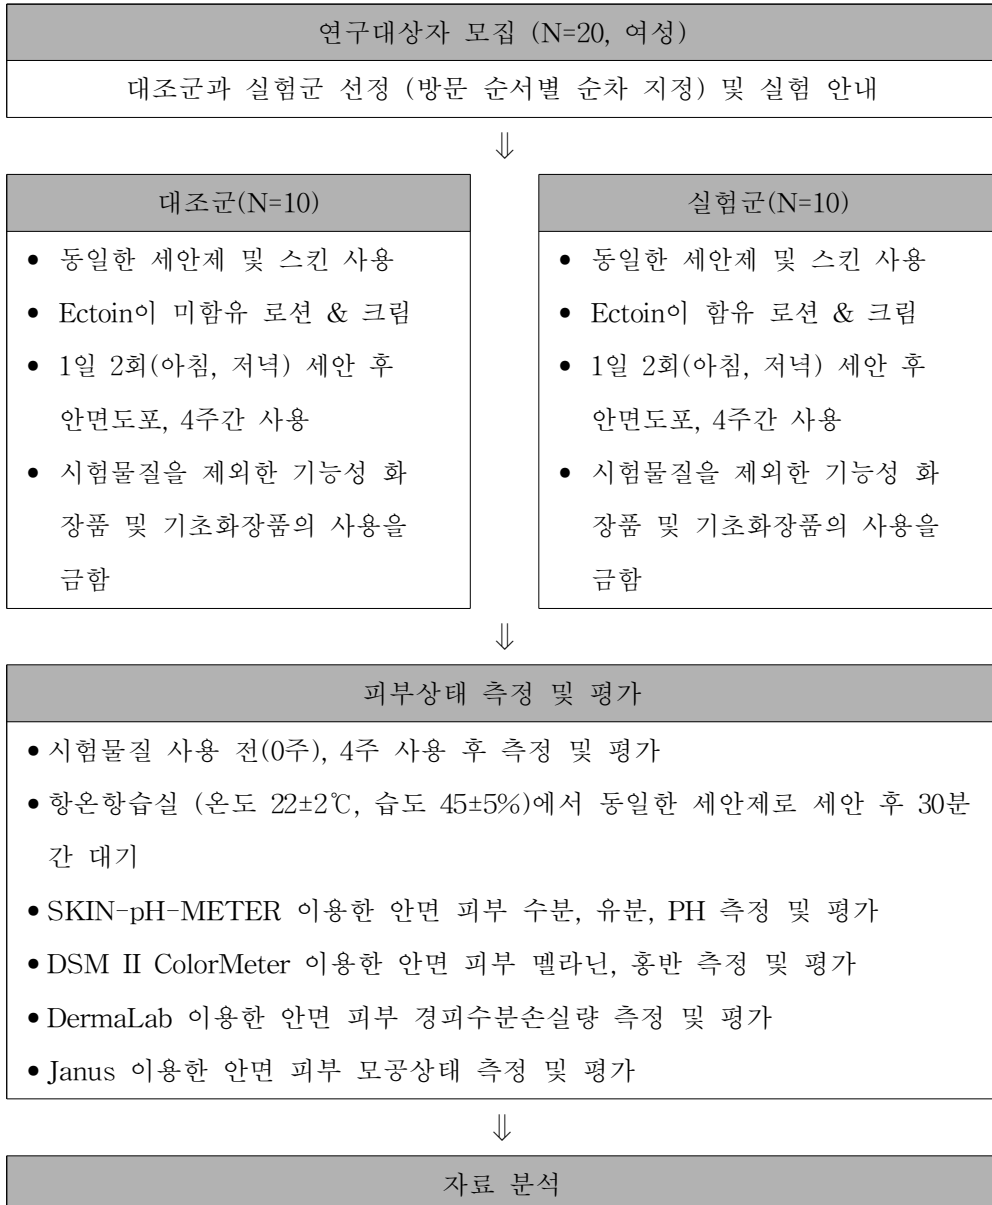 연구대상자 모집 (N=20, 여성)
대조군과 실험군 선정 (방문 순서별 순차 지정) 및 실험 안내
⇓
대조군(N=10)
• 동일한 세안제 및 스킨 사용
• Ectoin이 미함유 로션 & 크림
• 1일 2회(아침, 저녁) 세안 후
안면도포, 4주간 사용
• 시험물질을 제외한 기능성 화
장품 및 기초화장품의 사용을
금함
실험군(N=10)
• 동일한 세안제 및 스킨 사용
• Ectoin이 함유 로션 & 크림
• 1일 2회(아침, 저녁) 세안 후
안면도포, 4주간 사용
• 시험물질을 제외한 기능성 화
장품 및 기초화장품의 사용을
금함
⇓
피부상태 측정 및 평가
• 시험물질 사용 전(0주), 4주 사용 후 측정 및 평가
• 항온항습실 (온도 22±2℃, 습도 45±5%)에서 동일한 세안제로 세안 후 30분
간 대기
• SKIN-pH-METER 이용한 안면 피부 수분, 유분, PH 측정 및 평가
• DSM II ColorMeter 이용한 안면 피부 멜라닌, 홍반 측정 및 평가
• DermaLab 이용한 안면 피부 경피수분손실량 측정 및 평가
• Janus 이용한 안면 피부 모공상태 측정 및 평가
⇓
자료 분석